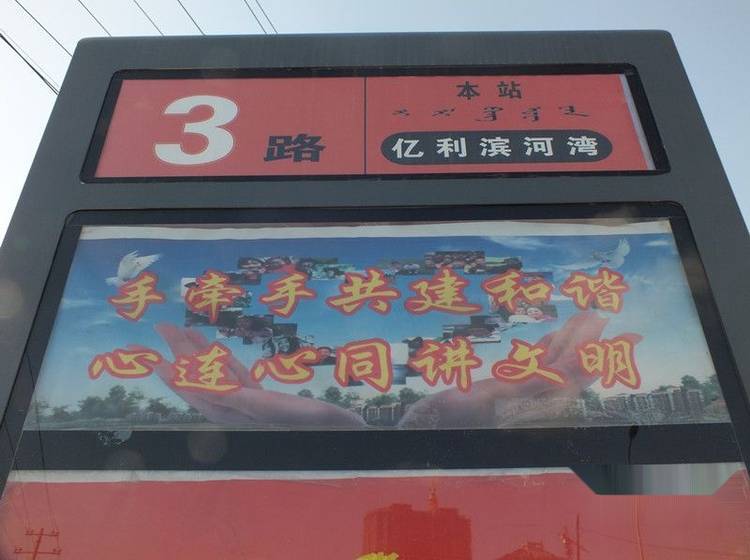 3路
本站
亿利滨河湾
手牵手共建和谐
心连心同讲文明